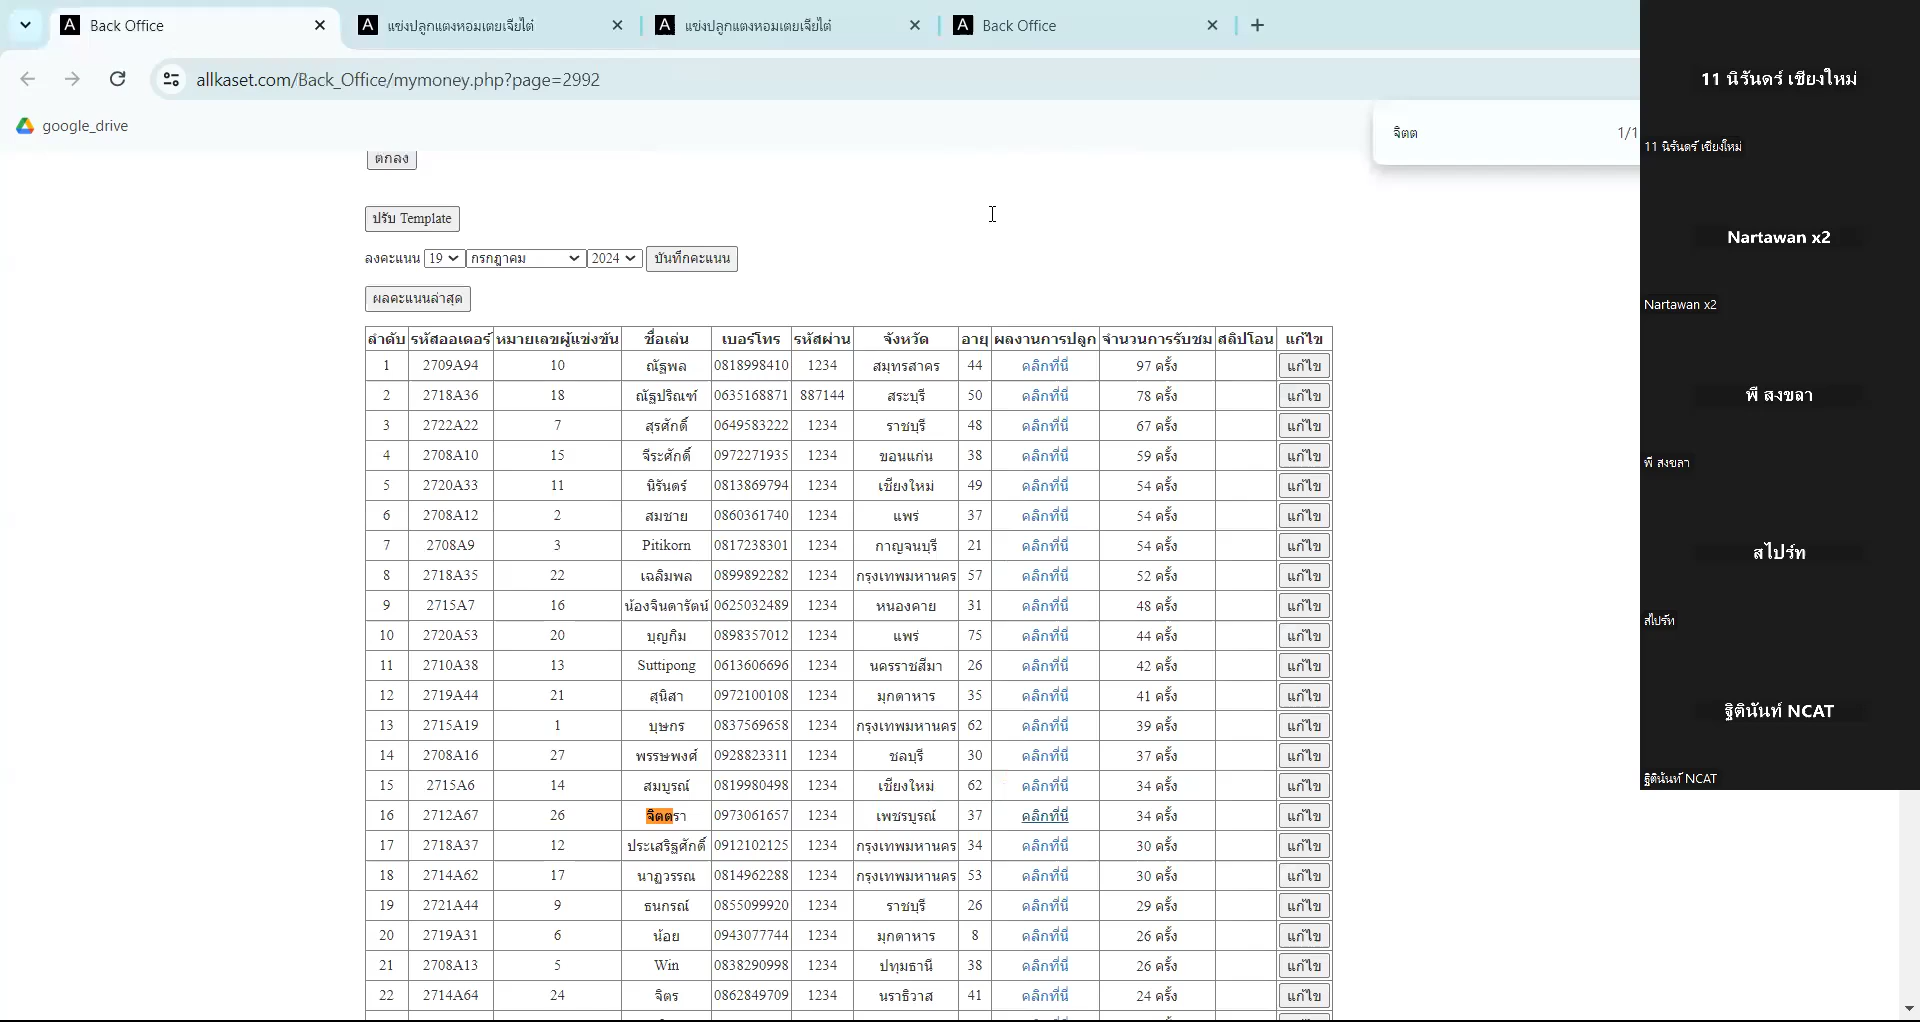 Back Office
แข่งปลูกแตงหอมเตยเจียไต๋
แข่งปลูกแตงหอมเตยเจียไต๋
Back Office
allkaset.com/Back_Office/mymoney.php?page=2992
google_drive
จิตต 1/1
ตกลง
ปรับ Template
ลงคะแนน 19 กรกฎาคม 2024 บันทึกคะแนน
ผลคะแนนล่าสุด
ลำดับ รหัสออเดอร์ หมายเลขผู้แข่งขัน ชื่อเล่น เบอร์โทร รหัสผ่าน จังหวัด อายุ ผลงานการปลูก จำนวนการรับชม สลิปโอน แก้ไข
1 2709A94 10 ณัฐพล 0818998410 1234 สมุทรสาคร 44 คลิกที่นี่ 97 ครั้ง แก้ไข
2 2718A36 18 ณัฐปริณฑ์ 0635168871 887144 สระบุรี 50 คลิกที่นี่ 78 ครั้ง แก้ไข
3 2722A22 7 สุรศักดิ์ 0649583222 1234 ราชบุรี 48 คลิกที่นี่ 67 ครั้ง แก้ไข
4 2708A10 15 จีระศักดิ์ 0972271935 1234 ขอนแก่น 38 คลิกที่นี่ 59 ครั้ง แก้ไข
5 2720A33 11 นิรันดร์ 0813869794 1234 เชียงใหม่ 49 คลิกที่นี่ 54 ครั้ง แก้ไข
6 2708A12 2 สมชาย 0860361740 1234 แพร่ 37 คลิกที่นี่ 54 ครั้ง แก้ไข
7 2708A9 3 Pitikorn 0817238301 1234 กาญจนบุรี 21 คลิกที่นี่ 54 ครั้ง แก้ไข
8 2718A35 22 เฉลิมพล 0899892282 1234 กรุงเทพมหานคร 57 คลิกที่นี่ 52 ครั้ง แก้ไข
9 2715A7 16 น้องจินดารัตน์ 0625032489 1234 หนองคาย 31 คลิกที่นี่ 48 ครั้ง แก้ไข
10 2720A53 20 บุญกิม 0898357012 1234 แพร่ 75 คลิกที่นี่ 44 ครั้ง แก้ไข
11 2710A38 13 Suttipong 0613606696 1234 นครราชสีมา 26 คลิกที่นี่ 42 ครั้ง แก้ไข
12 2719A44 21 สุนิสา 0972100108 1234 มุกดาหาร 35 คลิกที่นี่ 41 ครั้ง แก้ไข
13 2715A19 1 บุษกร 0837569658 1234 กรุงเทพมหานคร 62 คลิกที่นี่ 39 ครั้ง แก้ไข
14 2708A16 27 พรรษพงศ์ 0928823311 1234 ชลบุรี 30 คลิกที่นี่ 37 ครั้ง แก้ไข
15 2715A6 14 สมบูรณ์ 0819980498 1234 เชียงใหม่ 62 คลิกที่นี่ 34 ครั้ง แก้ไข
16 2712A67 26 จิตตรา 0973061657 1234 เพชรบูรณ์ 37 คลิกที่นี่ 34 ครั้ง แก้ไข
17 2718A37 12 ประเสริฐศักดิ์ 0912102125 1234 กรุงเทพมหานคร 34 คลิกที่นี่ 30 ครั้ง แก้ไข
18 2714A62 17 นาฏวรรณ 0814962288 1234 กรุงเทพมหานคร 53 คลิกที่นี่ 30 ครั้ง แก้ไข
19 2721A44 9 ธนกรณ์ 0855099920 1234 ราชบุรี 26 คลิกที่นี่ 29 ครั้ง แก้ไข
20 2719A31 6 น้อย 0943077744 1234 มุกดาหาร 8 คลิกที่นี่ 26 ครั้ง แก้ไข
21 2708A13 5 Win 0838290998 1234 ปทุมธานี 38 คลิกที่นี่ 26 ครั้ง แก้ไข
22 2714A64 24 จิตร 0862849709 1234 นราธิวาส 41 คลิกที่นี่ 24 ครั้ง แก้ไข
11 นิรันดร์ เชียงใหม่
11 นิรันดร์ เชียงใหม่
Nartawan x2
Nartawan x2
พี สงขลา
พี สงขลา
สไปร์ท
สไปร์ท
ฐิตินันท์ NCAT
ฐิตินันท์ NCAT